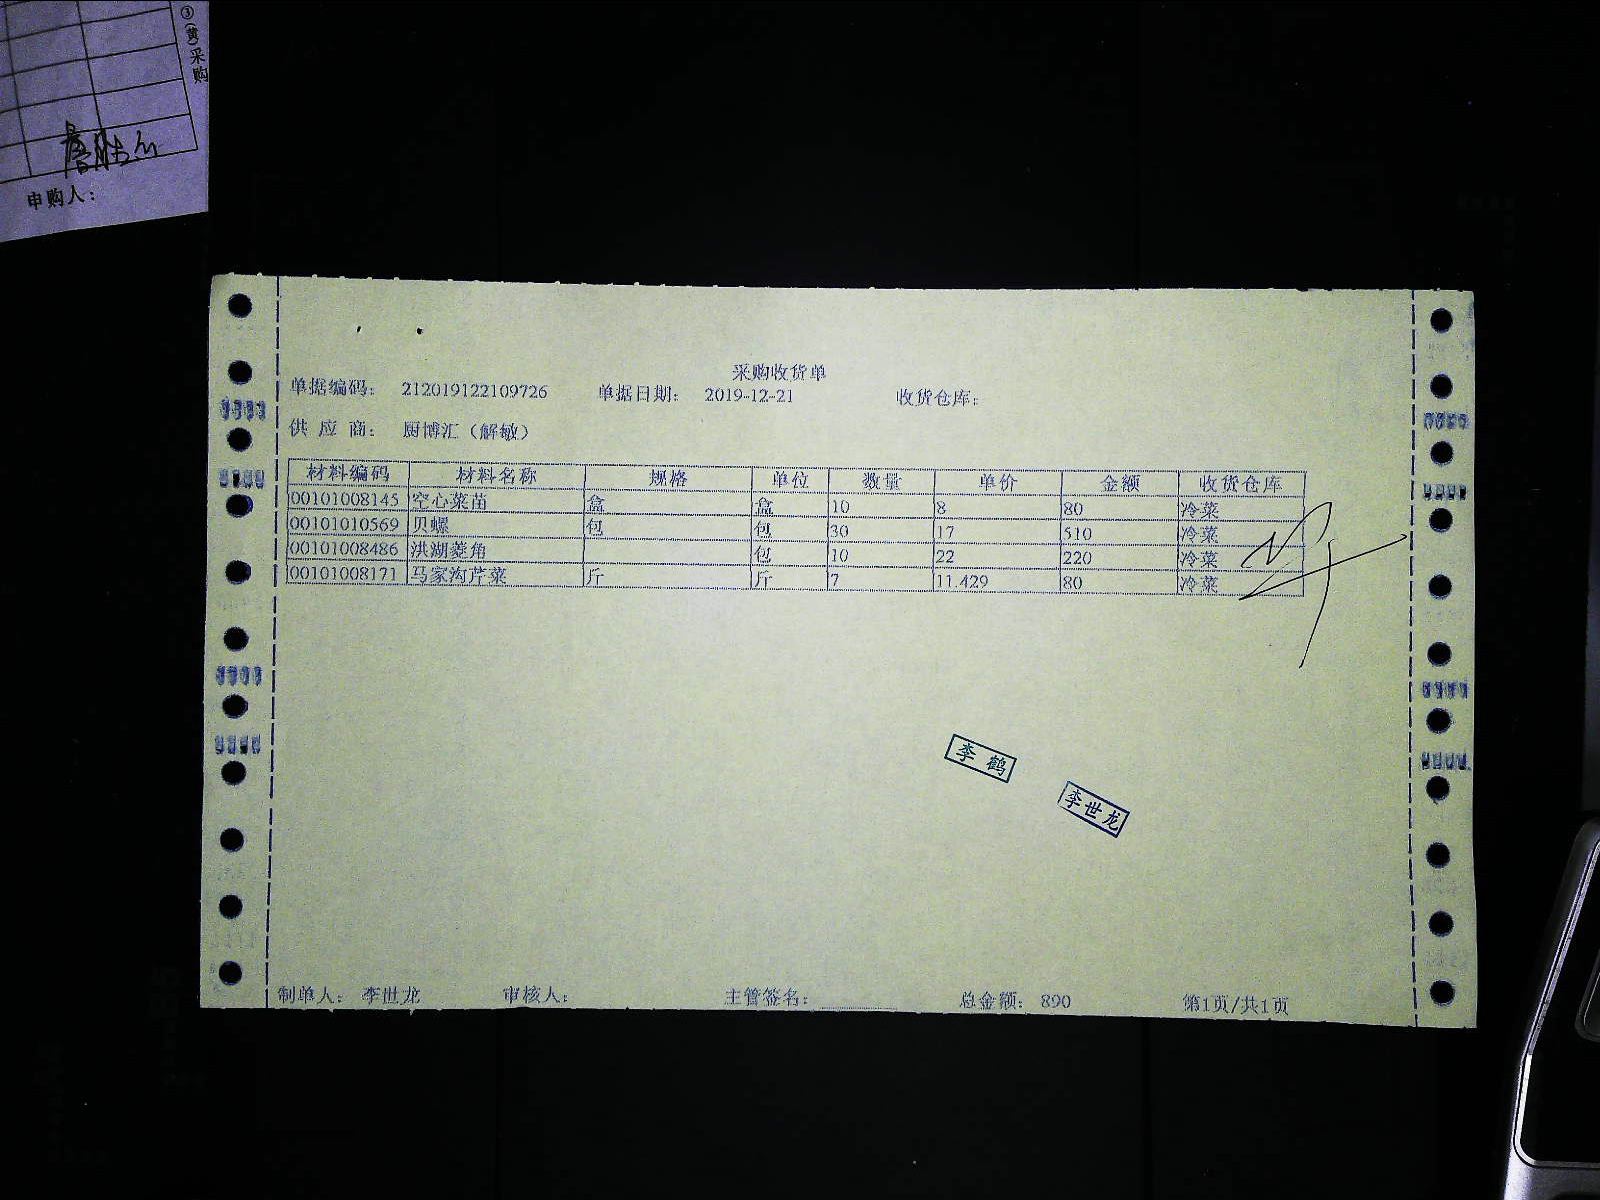 ③(黄)采购
申购人：
采购收货单
单据编码： 212019122109726 单据日期： 2019-12-21 收货仓库：
供 应 商： 厨博汇（解敏）
材料编码 材料名称 规格 单位 数量 单价 金额 收货仓库
00101008145 空心菜苗 盒 盒 10 8 80 冷菜
00101010569 贝螺 包 包 30 17 510 冷菜
00101008486 洪湖菱角 包 10 22 220 冷菜
00101008171 马家沟芹菜 斤 斤 7 11.429 80 冷菜
李鹤
李世龙
制单人： 李世龙 审核人： 主管签名： 总金额： 890 第1页/共1页